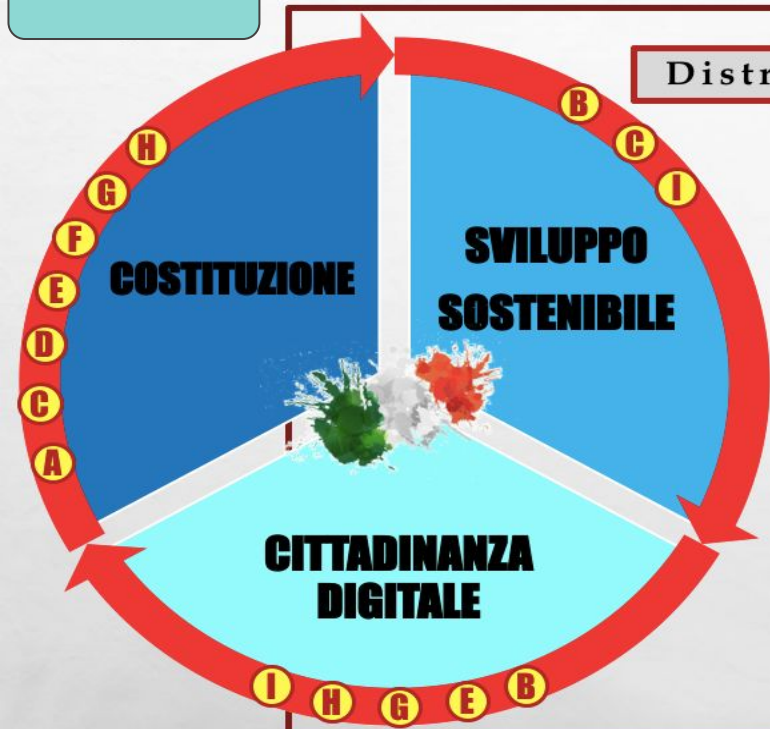 Distr
B
C
I
SVILUPPO
SOSTENIBILE
COSTITUZIONE
H
G
F
E
D
C
A
CITTADINANZA
DIGITALE
I
H
G
E
B